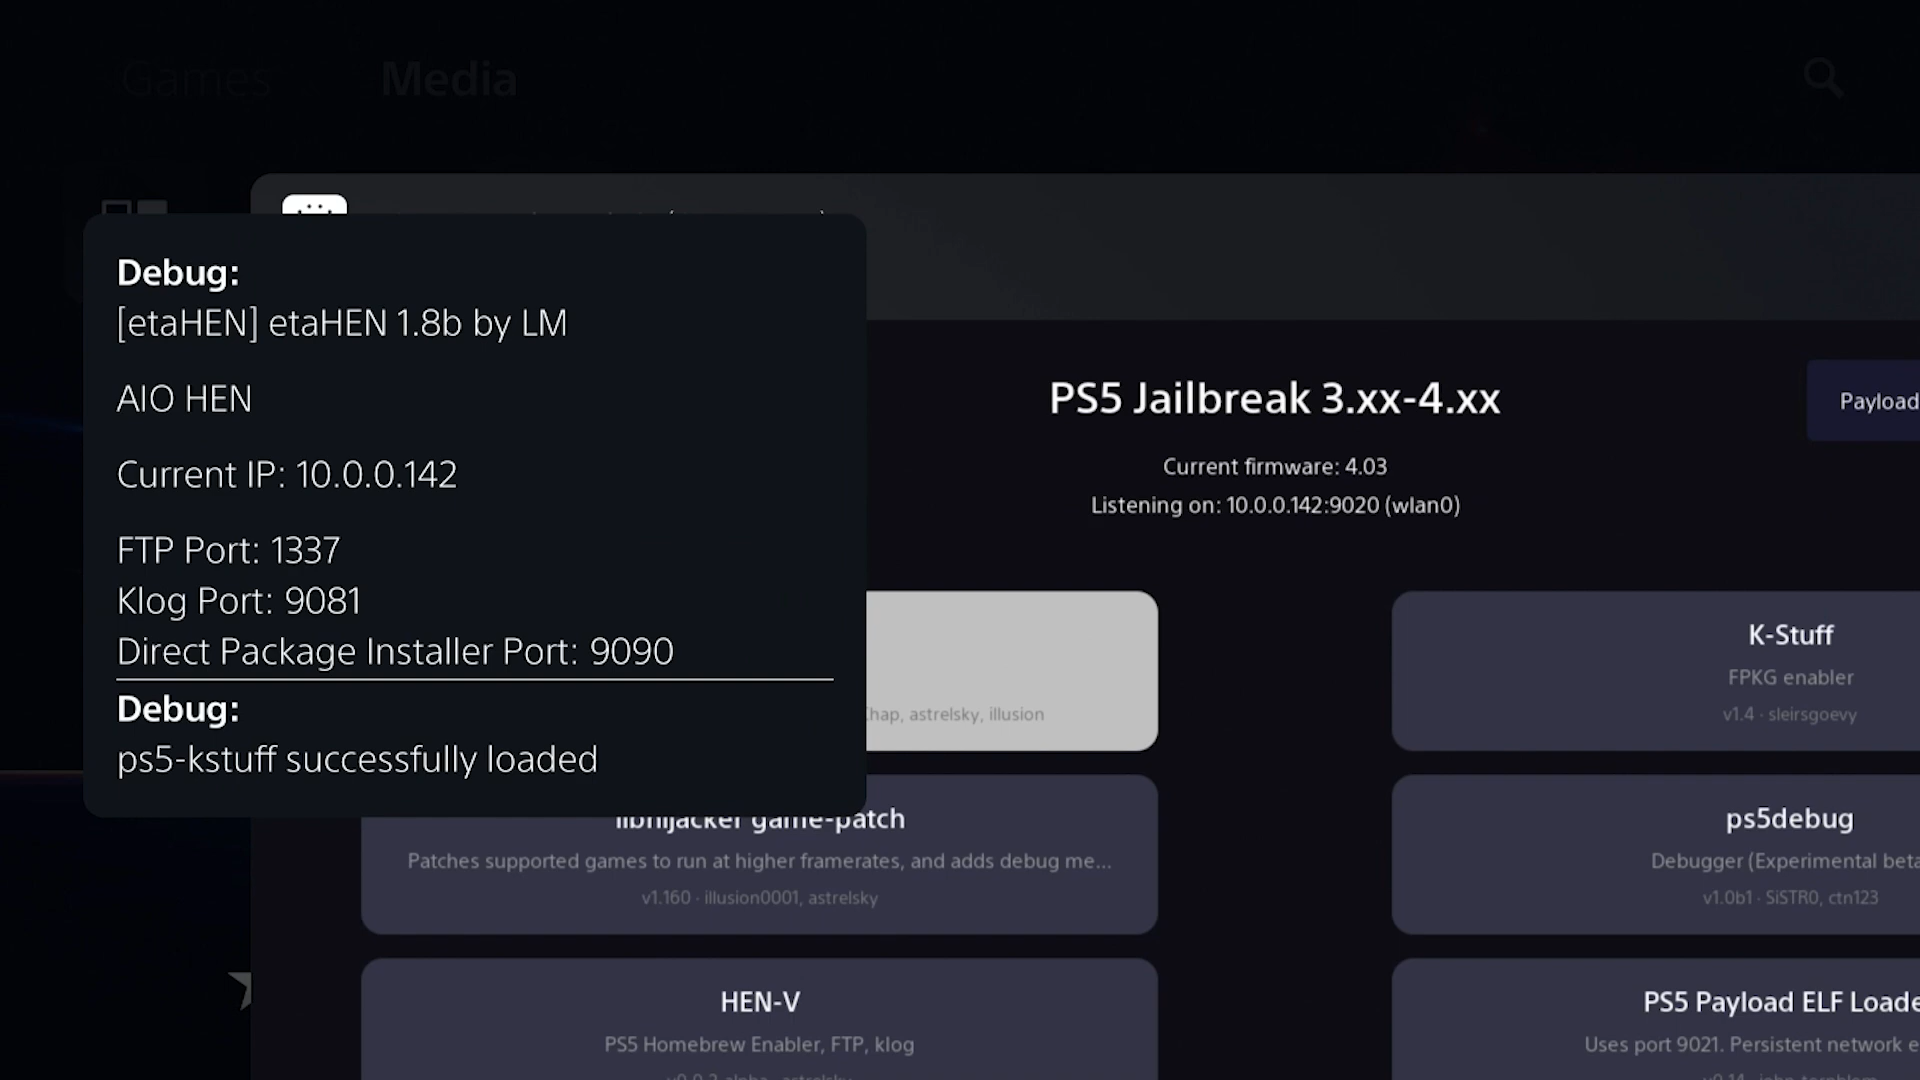 Games
Media
Debug:
[etaHEN] etaHEN 1.8b by LM
AIO HEN
Current IP: 10.0.0.142
FTP Port: 1337
Klog Port: 9081
Direct Package Installer Port: 9090
Debug:
ps5-kstuff successfully loaded
PS5 Jailbreak 3.xx-4.xx
Current firmware: 4.03
Listening on: 10.0.0.142:9020 (wlan0)
Payload
astrelsky, illusion
K-Stuff
FPKG enabler
v1.4 · sleirsgoevy
libhijacker game-patch
Patches supported games to run at higher framerates, and adds debug me...
v1.160 · illusion0001, astrelsky
ps5debug
Debugger (Experimental beta
v1.0b1 · SiSTR0, ctn123
HEN-V
PS5 Homebrew Enabler, FTP, klog
PS5 Payload ELF Loade
Uses port 9021. Persistent network e